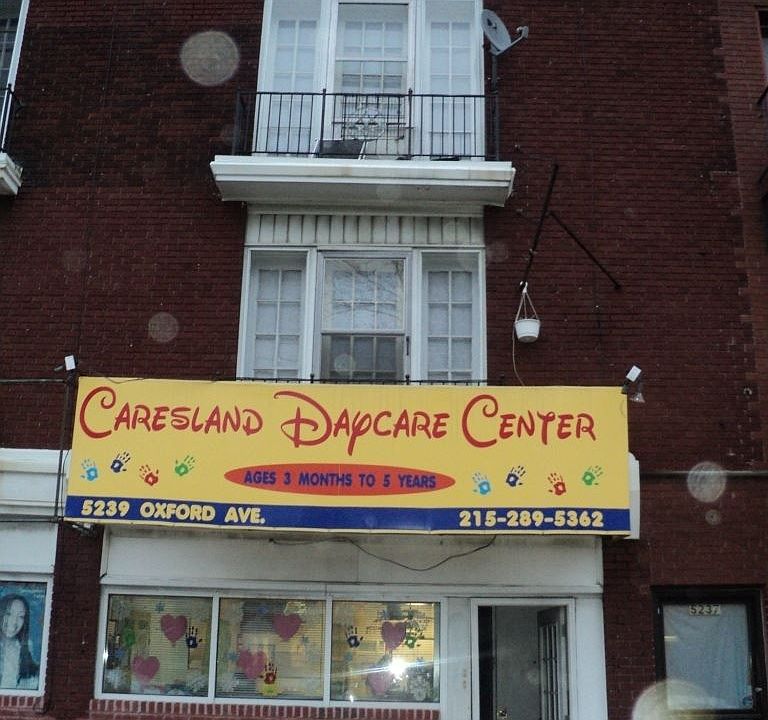 Caresland Daycare Center
AGES 3 MONTHS TO 5 YEARS
5239 OXFORD AVE. 215-289-5362
5237